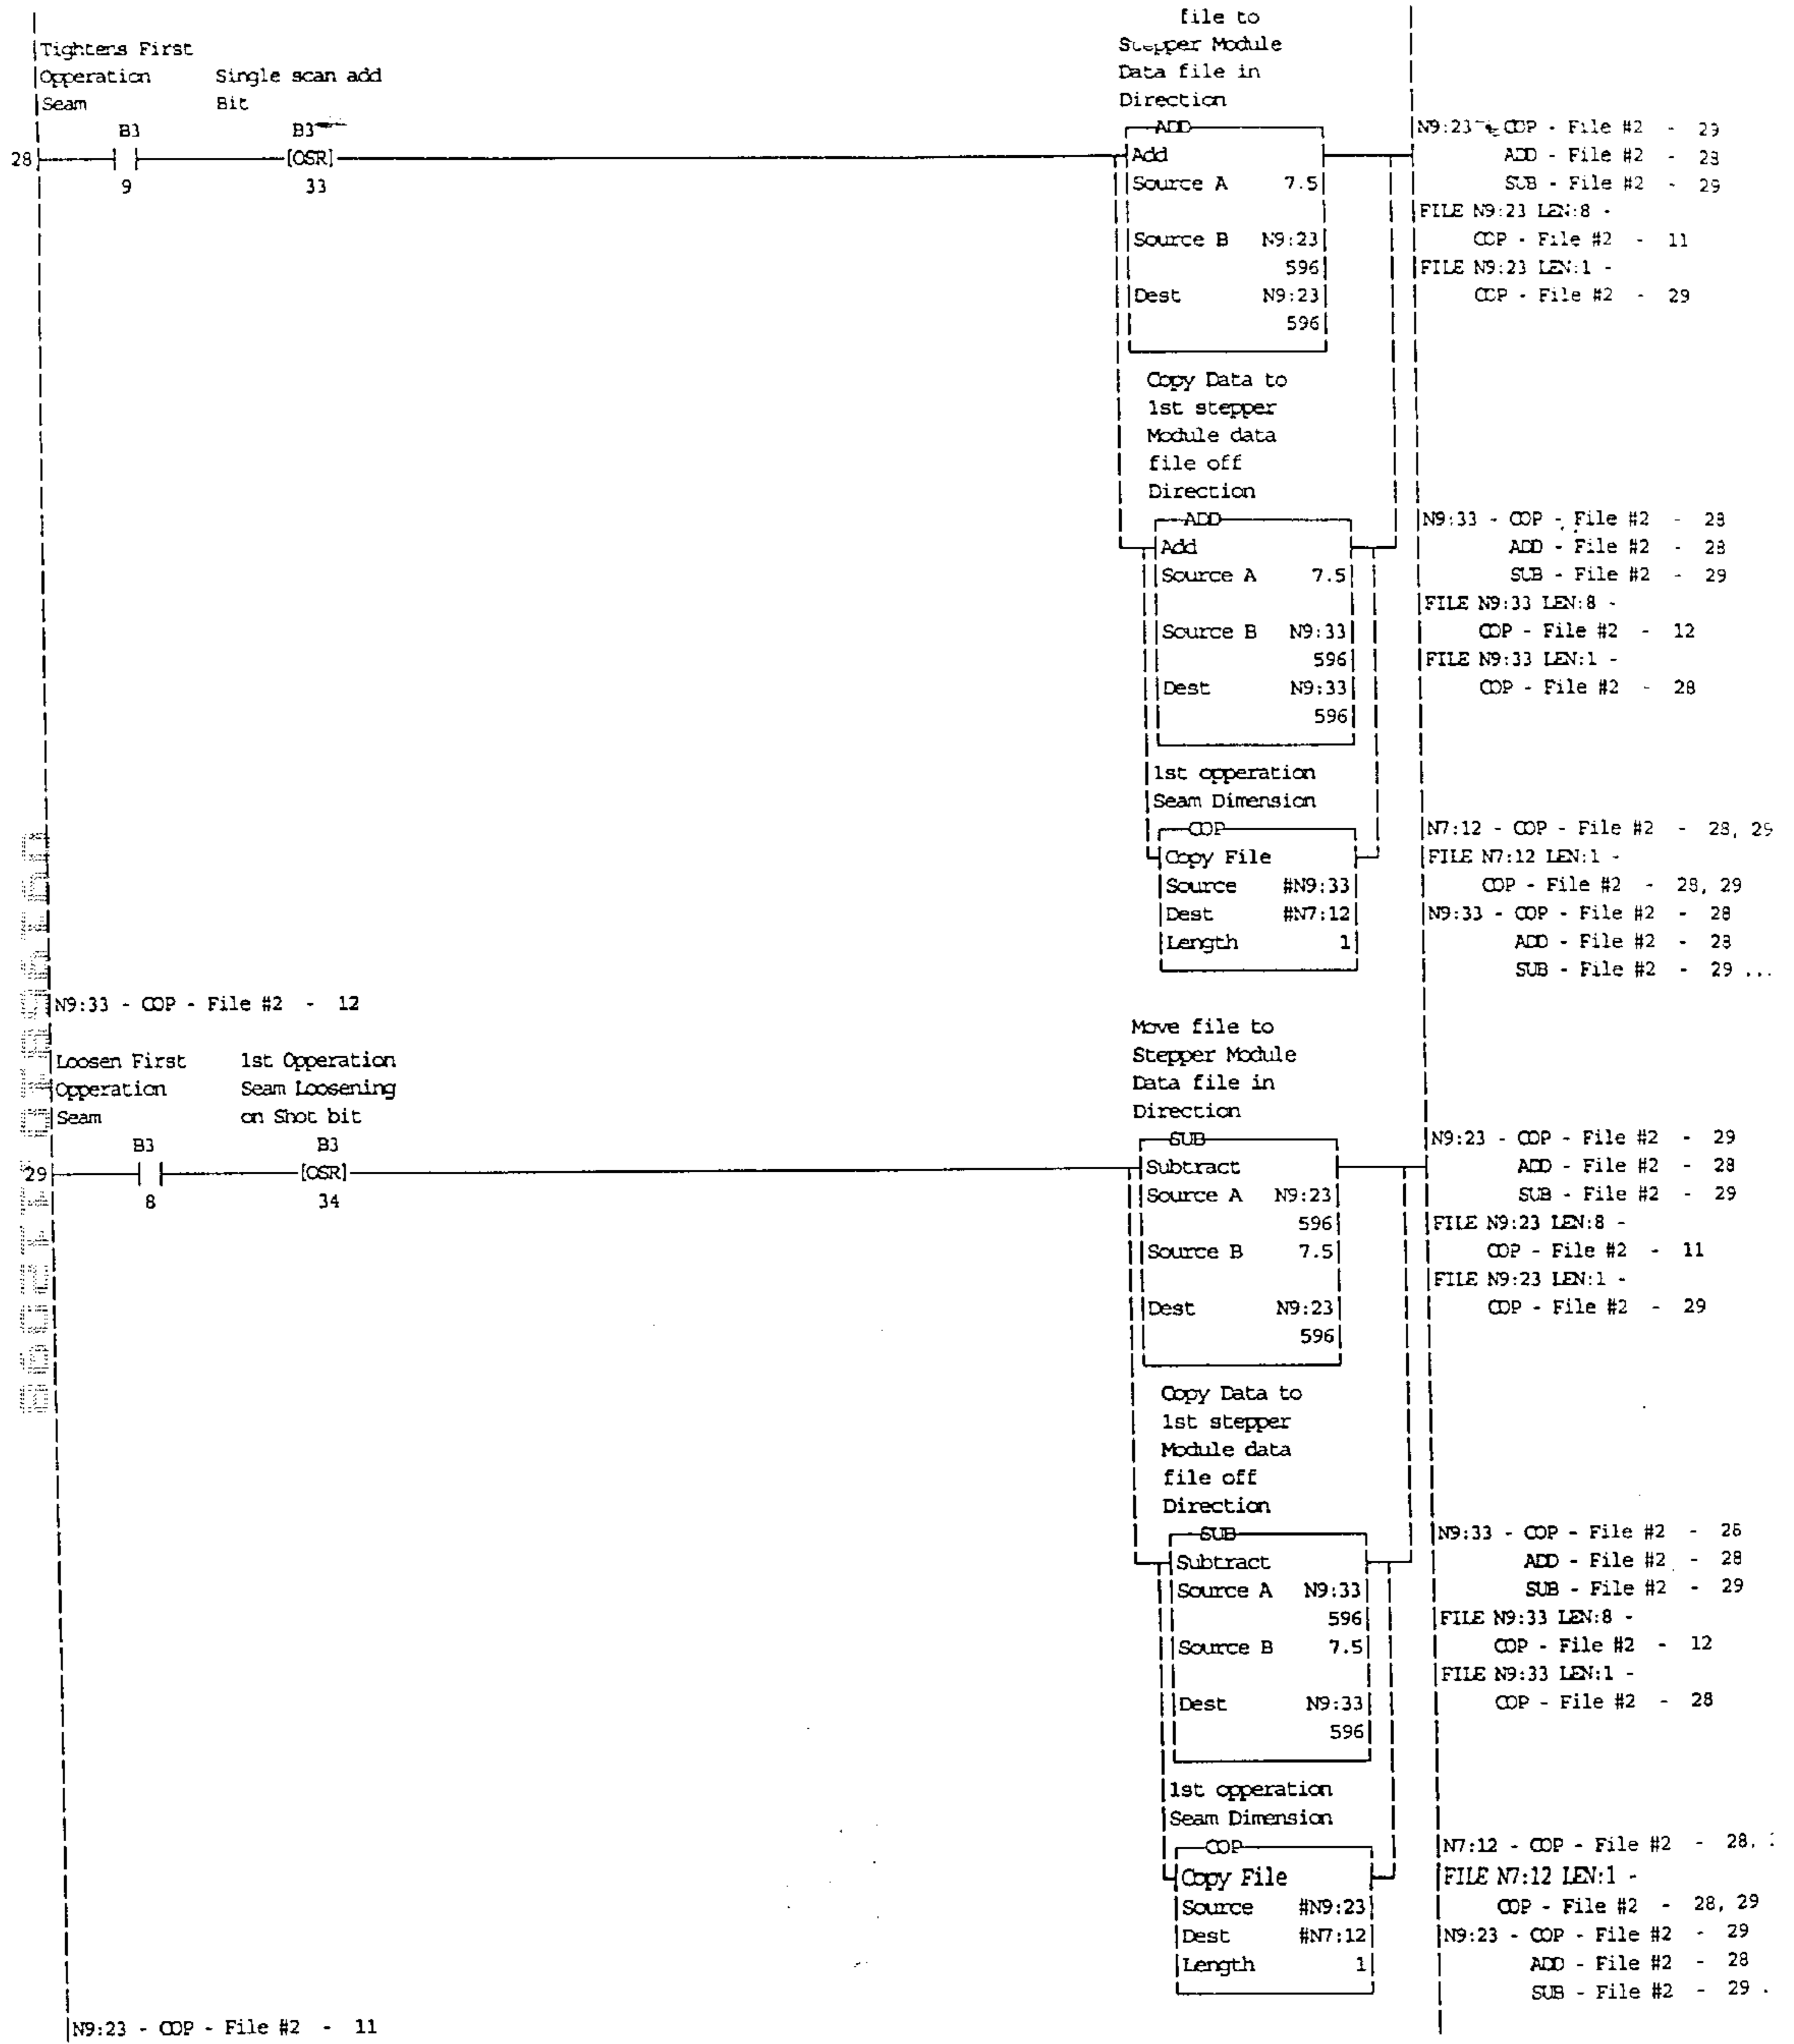 file to
Tightens First Stepper Module
Opperation Single scan add Data file in
Seam Bit Direction
B3 B3 ADD N9:23 - COP - File #2 - 29
28 [OSR] Add ADD - File #2 - 28
9 33 Source A 7.5 SUB - File #2 - 29
FILE N9:23 LEN:8 -
Source B N9:23 COP - File #2 - 11
596 FILE N9:23 LEN:1 -
Dest N9:23 COP - File #2 - 29
596
Copy Data to
1st stepper
Module data
file off
Direction
ADD N9:33 - COP - File #2 - 28
Add ADD - File #2 - 28
Source A 7.5 SUB - File #2 - 29
FILE N9:33 LEN:8 -
Source B N9:33 COP - File #2 - 12
596 FILE N9:33 LEN:1 -
Dest N9:33 COP - File #2 - 28
596
1st opperation
Seam Dimension
COP N7:12 - COP - File #2 - 28, 29
Copy File FILE N7:12 LEN:1 -
Source #N9:33 COP - File #2 - 28, 29
Dest #N7:12 N9:33 - COP - File #2 - 28
Length 1 ADD - File #2 - 28
SUB - File #2 - 29 ...
N9:33 - COP - File #2 - 12
Move file to
Loosen First 1st Opperation Stepper Module
Opperation Seam Loosening Data file in
Seam on Shot bit Direction
B3 B3 SUB N9:23 - COP - File #2 - 29
29 [OSR] Subtract ADD - File #2 - 28
8 34 Source A N9:23 SUB - File #2 - 29
596 FILE N9:23 LEN:8 -
Source B 7.5 COP - File #2 - 11
FILE N9:23 LEN:1 -
Dest N9:23 COP - File #2 - 29
596
Copy Data to
1st stepper
Module data
file off
Direction
SUB N9:33 - COP - File #2 - 28
Subtract ADD - File #2 - 28
Source A N9:33 SUB - File #2 - 29
596 FILE N9:33 LEN:8 -
Source B 7.5 COP - File #2 - 12
FILE N9:33 LEN:1 -
Dest N9:33 COP - File #2 - 28
596
1st opperation
Seam Dimension
COP N7:12 - COP - File #2 - 28,
Copy File FILE N7:12 LEN:1 -
Source #N9:23 COP - File #2 - 28, 29
Dest #N7:12 N9:23 - COP - File #2 - 29
Length 1 ADD - File #2 - 28
SUB - File #2 - 29 .
N9:23 - COP - File #2 - 11